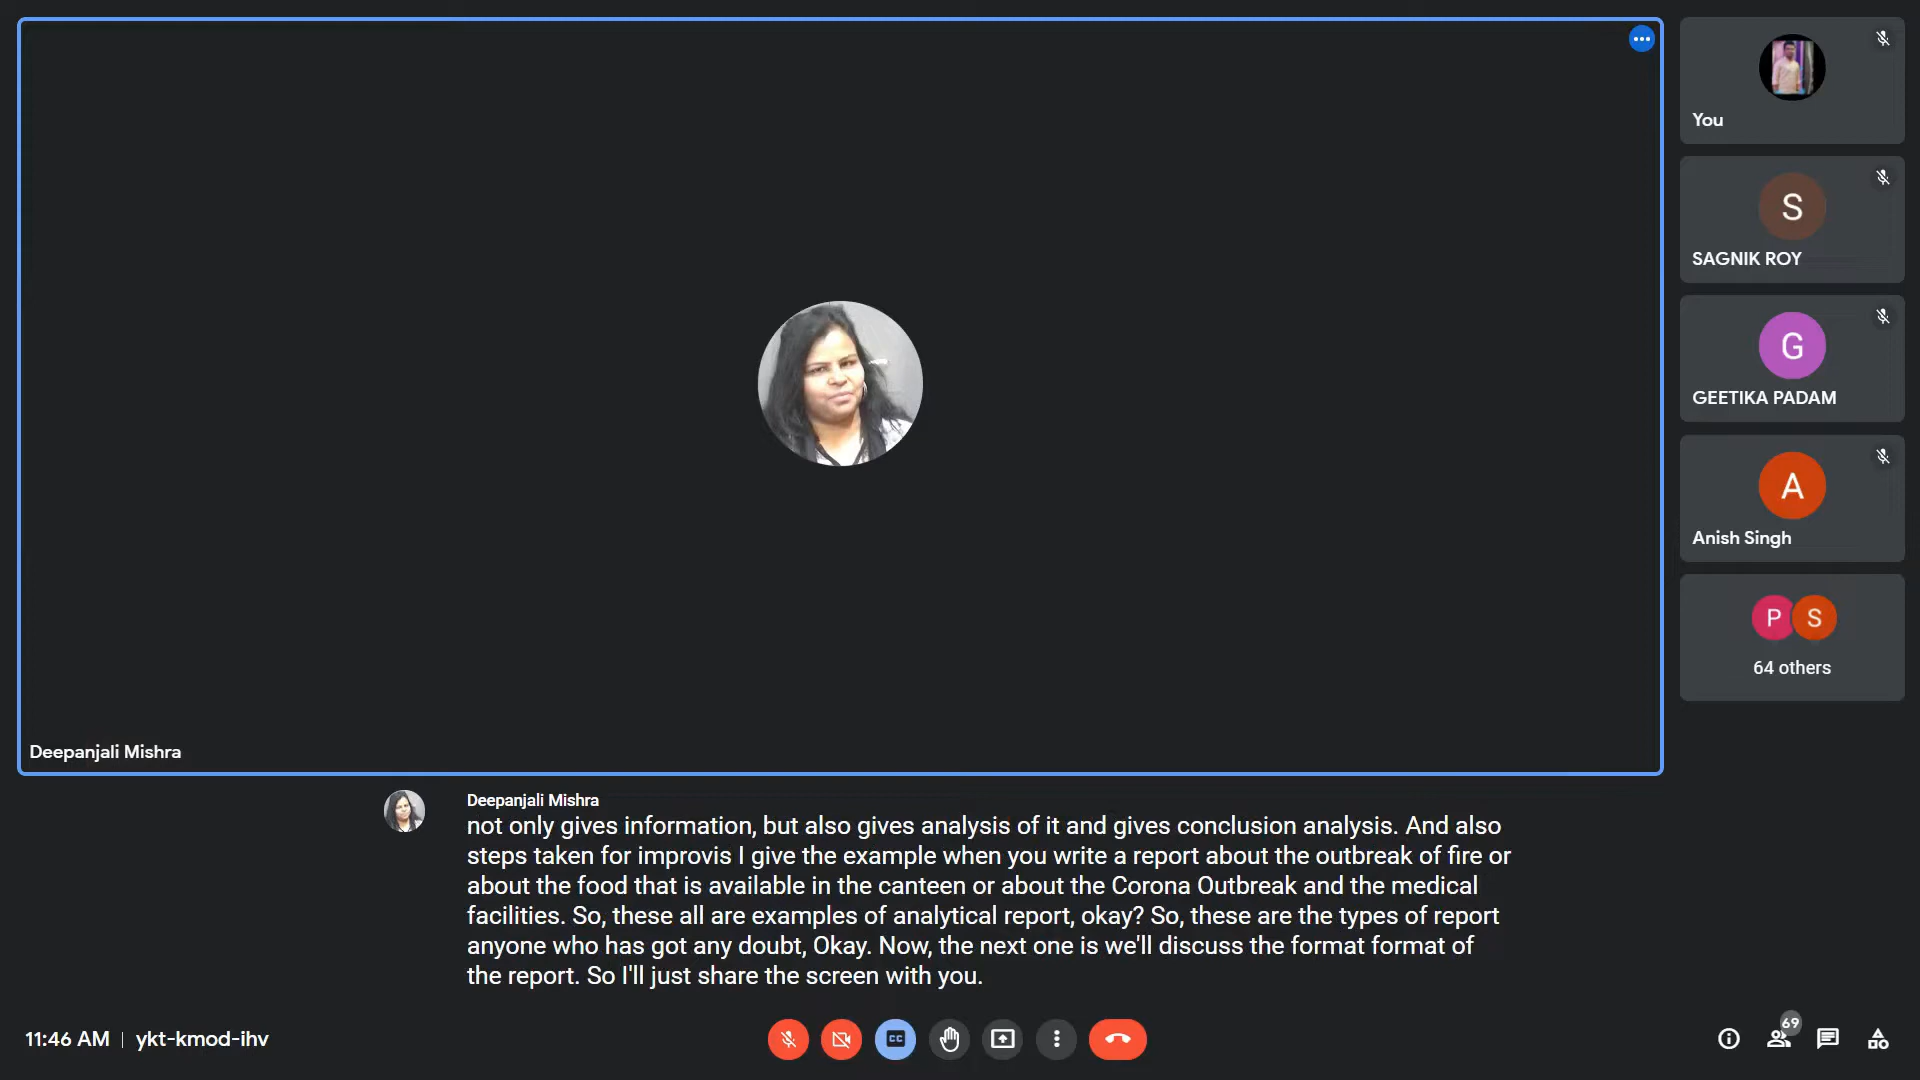 You
S
SAGNIK ROY
G
GEETIKA PADAM
A
Anish Singh
P S
64 others
Deepanjali Mishra
Deepanjali Mishra
not only gives information, but also gives analysis of it and gives conclusion analysis. And also
steps taken for improvis I give the example when you write a report about the outbreak of fire or
about the food that is available in the canteen or about the Corona Outbreak and the medical
facilities. So, these all are examples of analytical report, okay? So, these are the types of report
anyone who has got any doubt, Okay. Now, the next one is we'll discuss the format format of
the report. So I'll just share the screen with you.
11:46 AM | ykt-kmod-ihv
CC
69